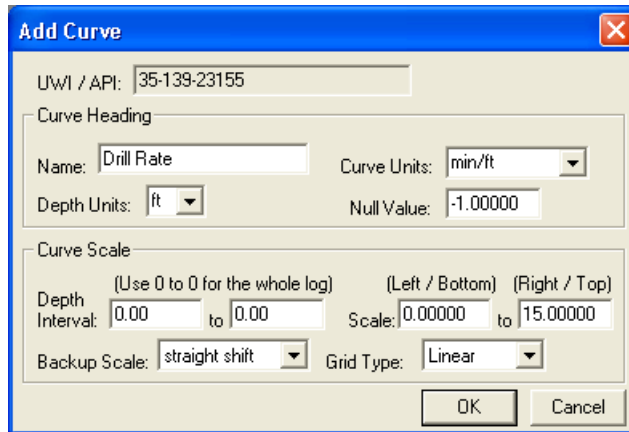 Add Curve
UWI / API: 35-139-23155
Curve Heading
Name: Drill Rate Curve Units: min/ft
Depth Units: ft Null Value: -1.00000
Curve Scale
(Use 0 to 0 for the whole log) (Left / Bottom) (Right / Top)
Depth Interval: 0.00 to 0.00 Scale: 0.00000 to 15.00000
Backup Scale: straight shift Grid Type: Linear
OK Cancel